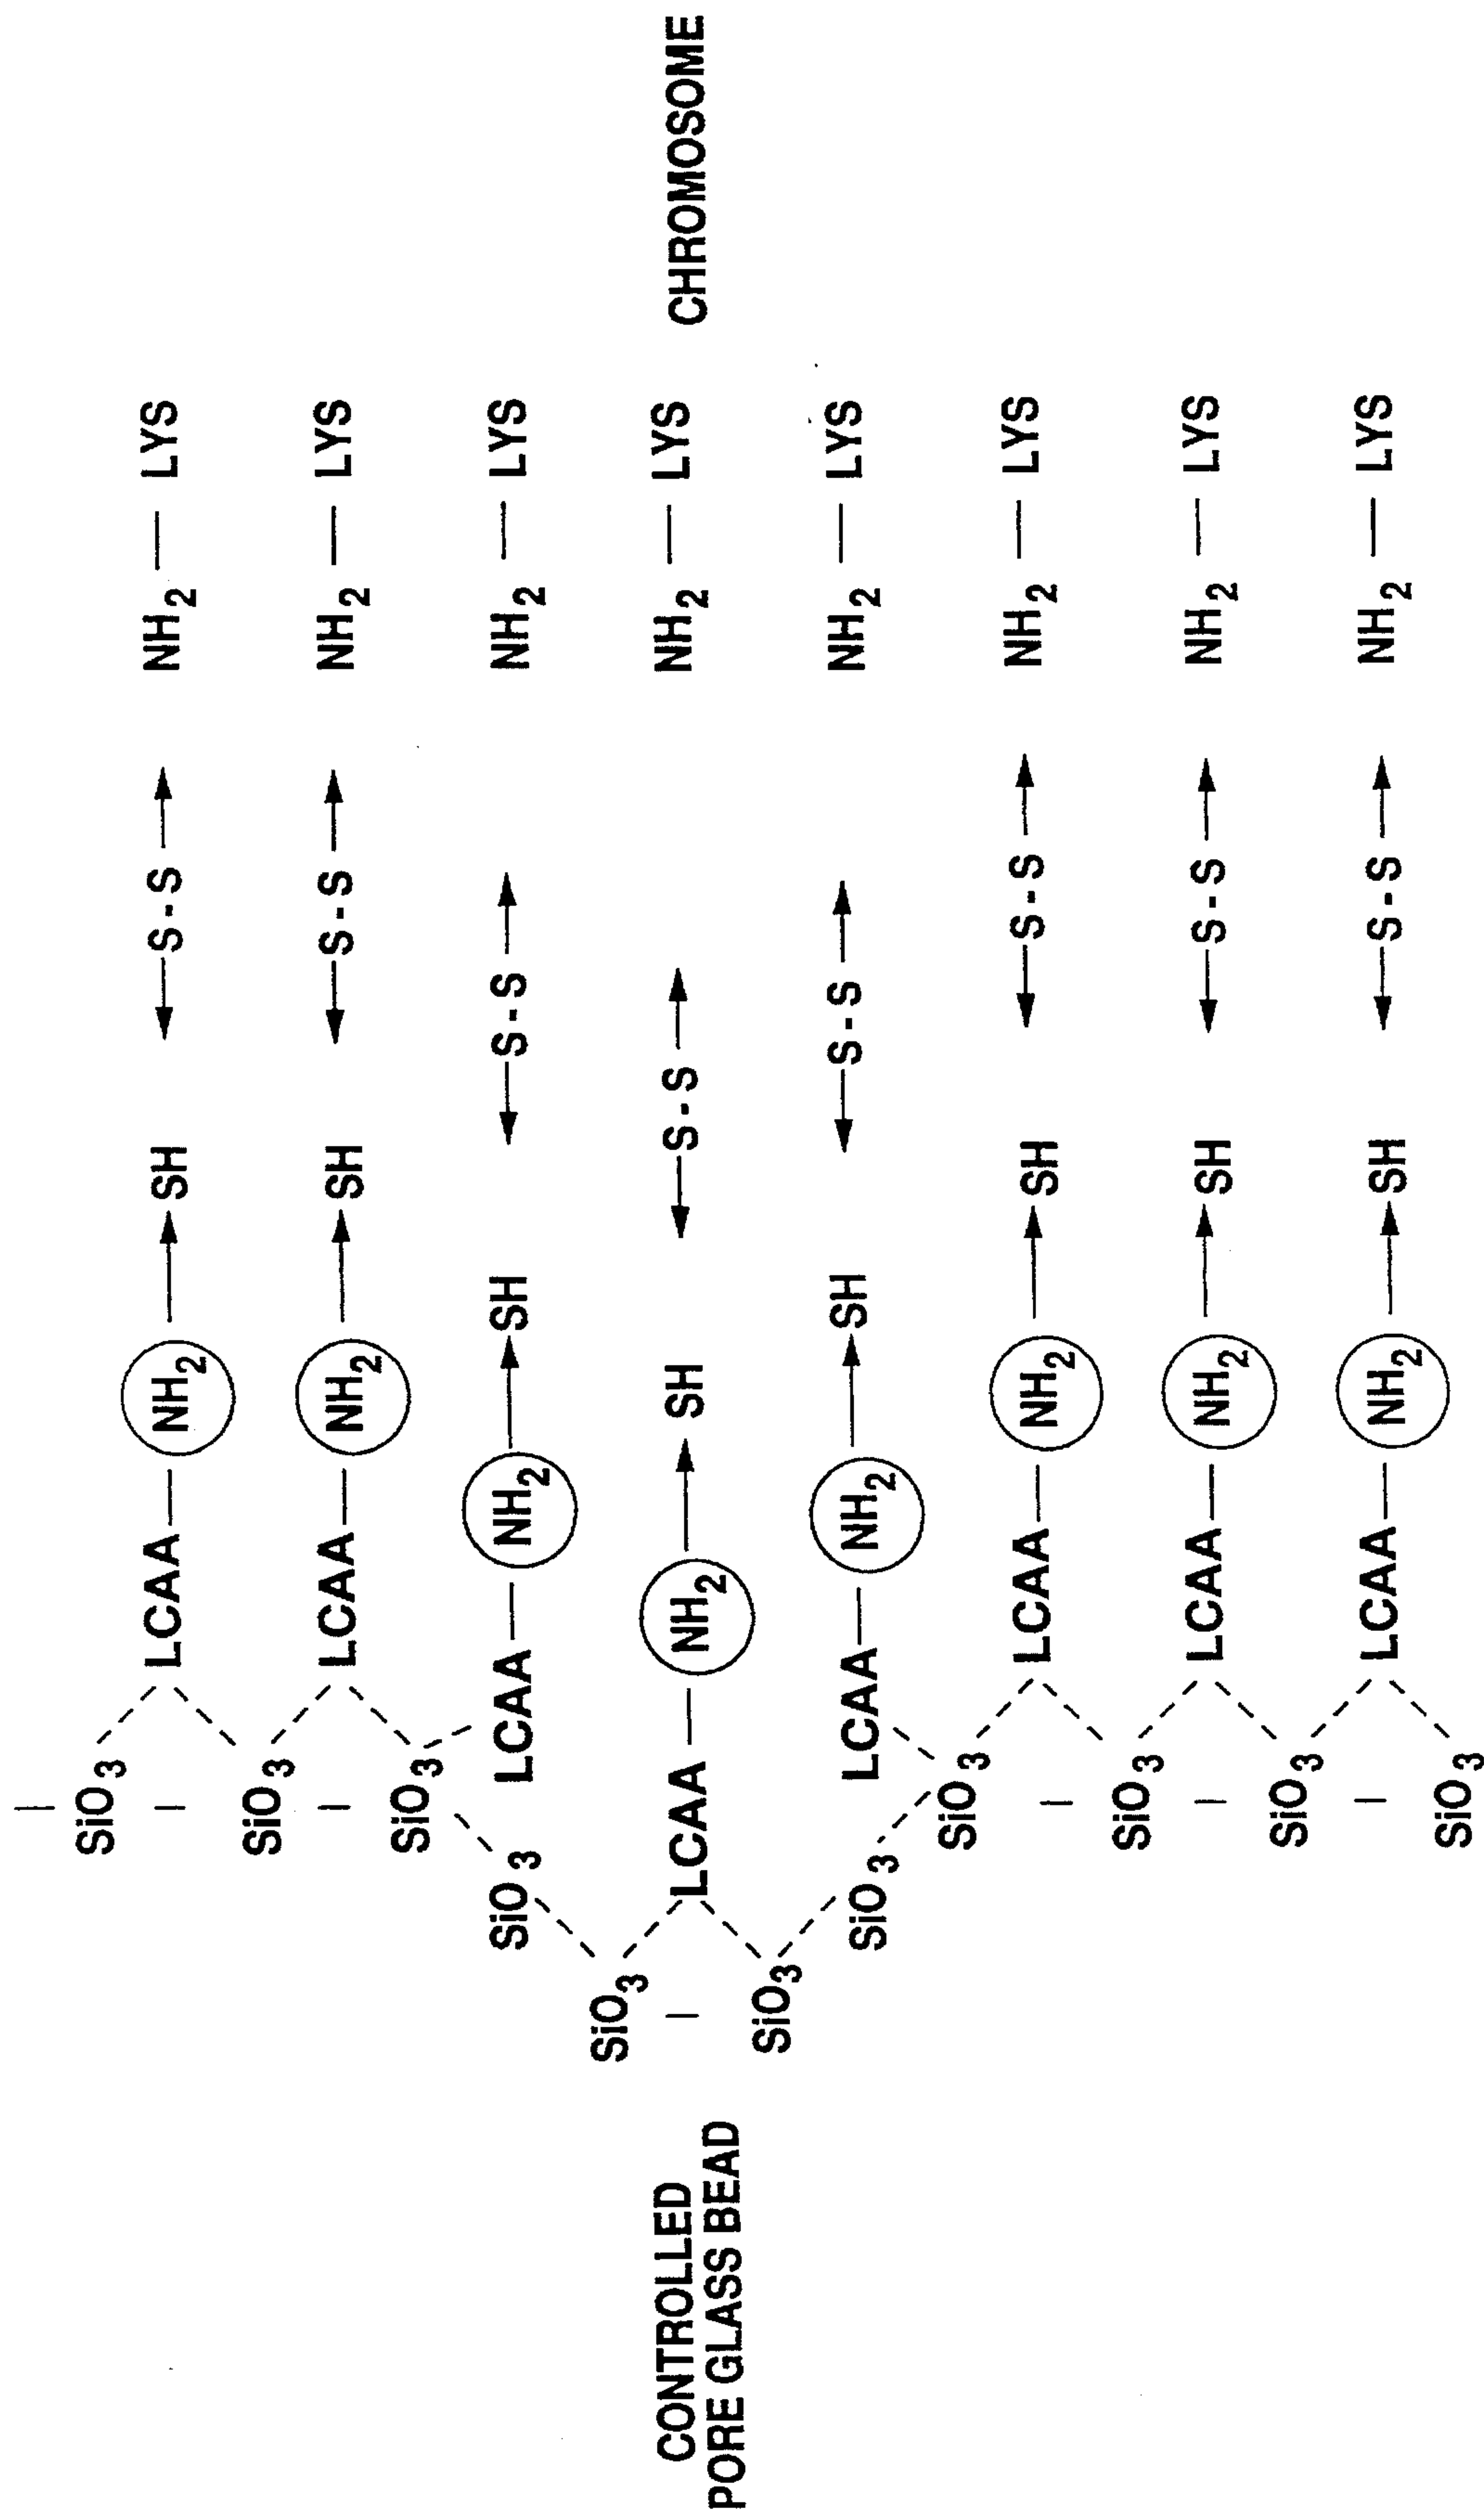 SiO₃
LCAA — NH₂ → SH ← S-S → NH₂ — LYS
SiO₃
LCAA — NH₂ → SH ← S-S → NH₂ — LYS
SiO₃
SiO₃ LCAA — NH₂ → SH ← S-S → NH₂ — LYS
SiO₃
CONTROLLED
PORE GLASS BEAD
LCAA — NH₂ → SH ← S-S → NH₂ — LYS
CHROMOSOME
SiO₃
SiO₃ LCAA — NH₂ → SH ← S-S → NH₂ — LYS
SiO₃
LCAA — NH₂ → SH ← S-S → NH₂ — LYS
SiO₃
LCAA — NH₂ → SH ← S-S → NH₂ — LYS
SiO₃
LCAA — NH₂ → SH ← S-S → NH₂ — LYS
SiO₃